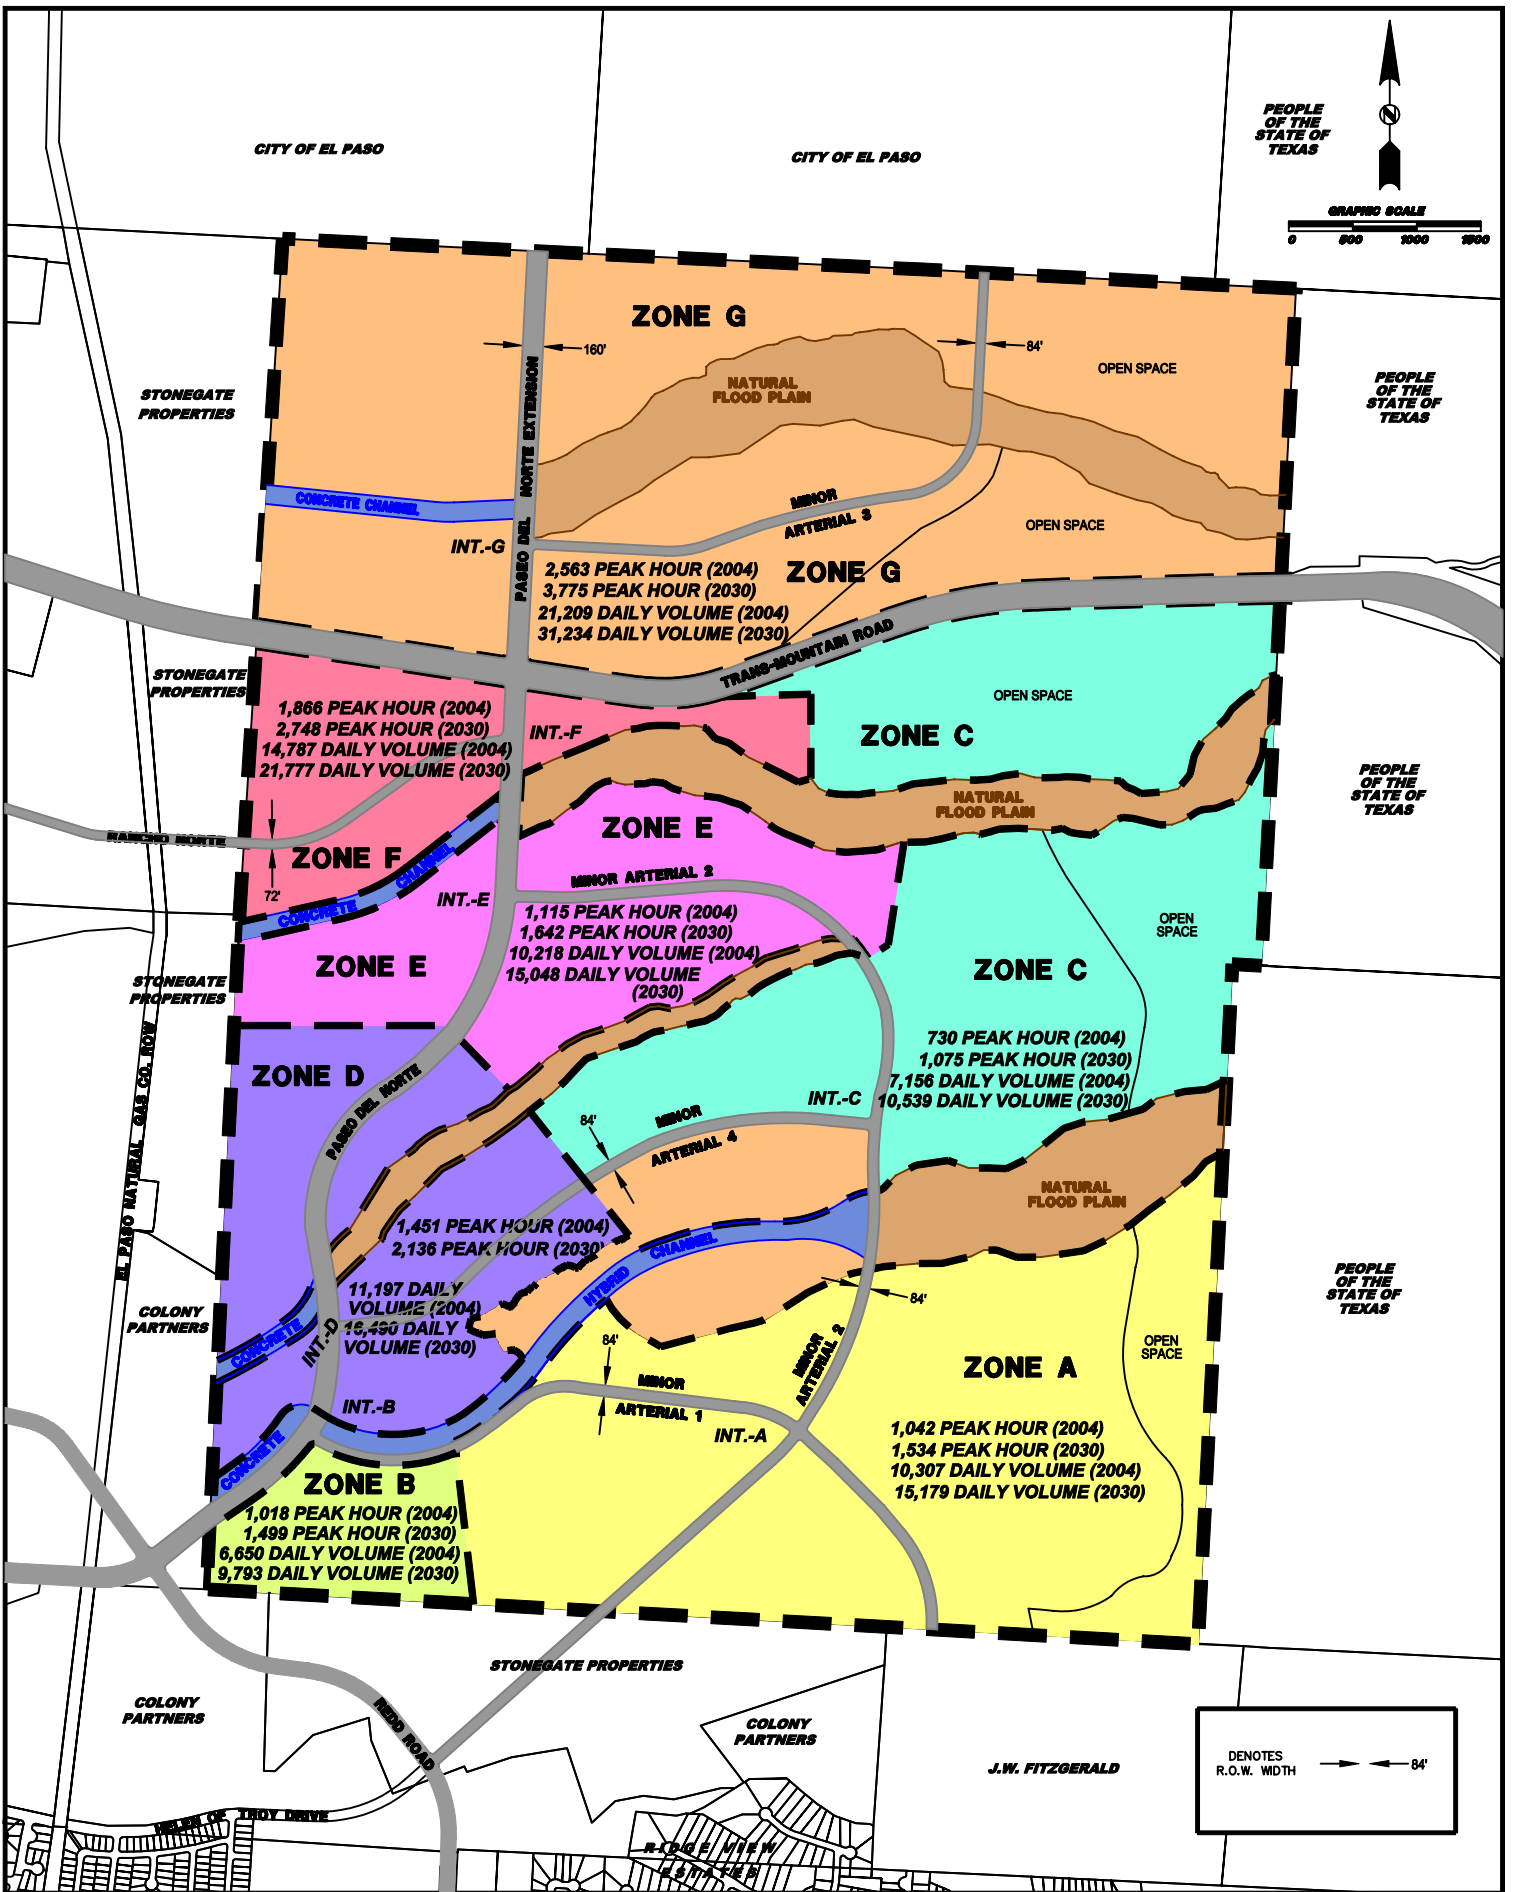 CITY OF EL PASO
CITY OF EL PASO
PEOPLE
OF THE
STATE OF
TEXAS
N
GRAPHIC SCALE
0 500 1000 1500
ZONE G
160'
84'
OPEN SPACE
NATURAL
FLOOD PLAIN
STONEGATE
PROPERTIES
PEOPLE
OF THE
STATE OF
TEXAS
PASEO DEL NORTE EXTENSION
CONCRETE CHANNEL
MINOR
ARTERIAL 3
OPEN SPACE
INT.-G
2,563 PEAK HOUR (2004)
3,775 PEAK HOUR (2030)
21,209 DAILY VOLUME (2004)
31,234 DAILY VOLUME (2030)
ZONE G
TRANS-MOUNTAIN ROAD
STONEGATE
PROPERTIES
1,866 PEAK HOUR (2004)
2,748 PEAK HOUR (2030)
14,787 DAILY VOLUME (2004)
21,777 DAILY VOLUME (2030)
INT.-F
OPEN SPACE
ZONE C
PEOPLE
OF THE
STATE OF
TEXAS
NATURAL
FLOOD PLAIN
RANCHO NORTE
ZONE F
72'
CONCRETE CHANNEL
ZONE E
MINOR ARTERIAL 2
INT.-E
1,115 PEAK HOUR (2004)
1,642 PEAK HOUR (2030)
10,218 DAILY VOLUME (2004)
15,048 DAILY VOLUME
(2030)
OPEN
SPACE
ZONE E
ZONE C
STONEGATE
PROPERTIES
EL PASO NATURAL GAS CO. ROW
730 PEAK HOUR (2004)
1,075 PEAK HOUR (2030)
7,156 DAILY VOLUME (2004)
10,539 DAILY VOLUME (2030)
ZONE D
PASEO DEL NORTE
INT.-C
84'
MINOR
ARTERIAL 4
NATURAL
FLOOD PLAIN
1,451 PEAK HOUR (2004)
2,136 PEAK HOUR (2030)
HYBRID CHANNEL
11,197 DAILY
VOLUME (2004)
16,490 DAILY
VOLUME (2030)
84'
PEOPLE
OF THE
STATE OF
TEXAS
COLONY
PARTNERS
CONCRETE
INT.-D
84'
MINOR
ARTERIAL 2
OPEN
SPACE
ZONE A
MINOR
ARTERIAL 1
INT.-B
INT.-A
CONCRETE
1,042 PEAK HOUR (2004)
1,534 PEAK HOUR (2030)
10,307 DAILY VOLUME (2004)
15,179 DAILY VOLUME (2030)
ZONE B
1,018 PEAK HOUR (2004)
1,499 PEAK HOUR (2030)
6,650 DAILY VOLUME (2004)
9,793 DAILY VOLUME (2030)
STONEGATE PROPERTIES
COLONY
PARTNERS
REDD ROAD
COLONY
PARTNERS
J.W. FITZGERALD
DENOTES
R.O.W. WIDTH
84'
HELEN OF TROY DRIVE
RIDGE VIEW
ESTATES